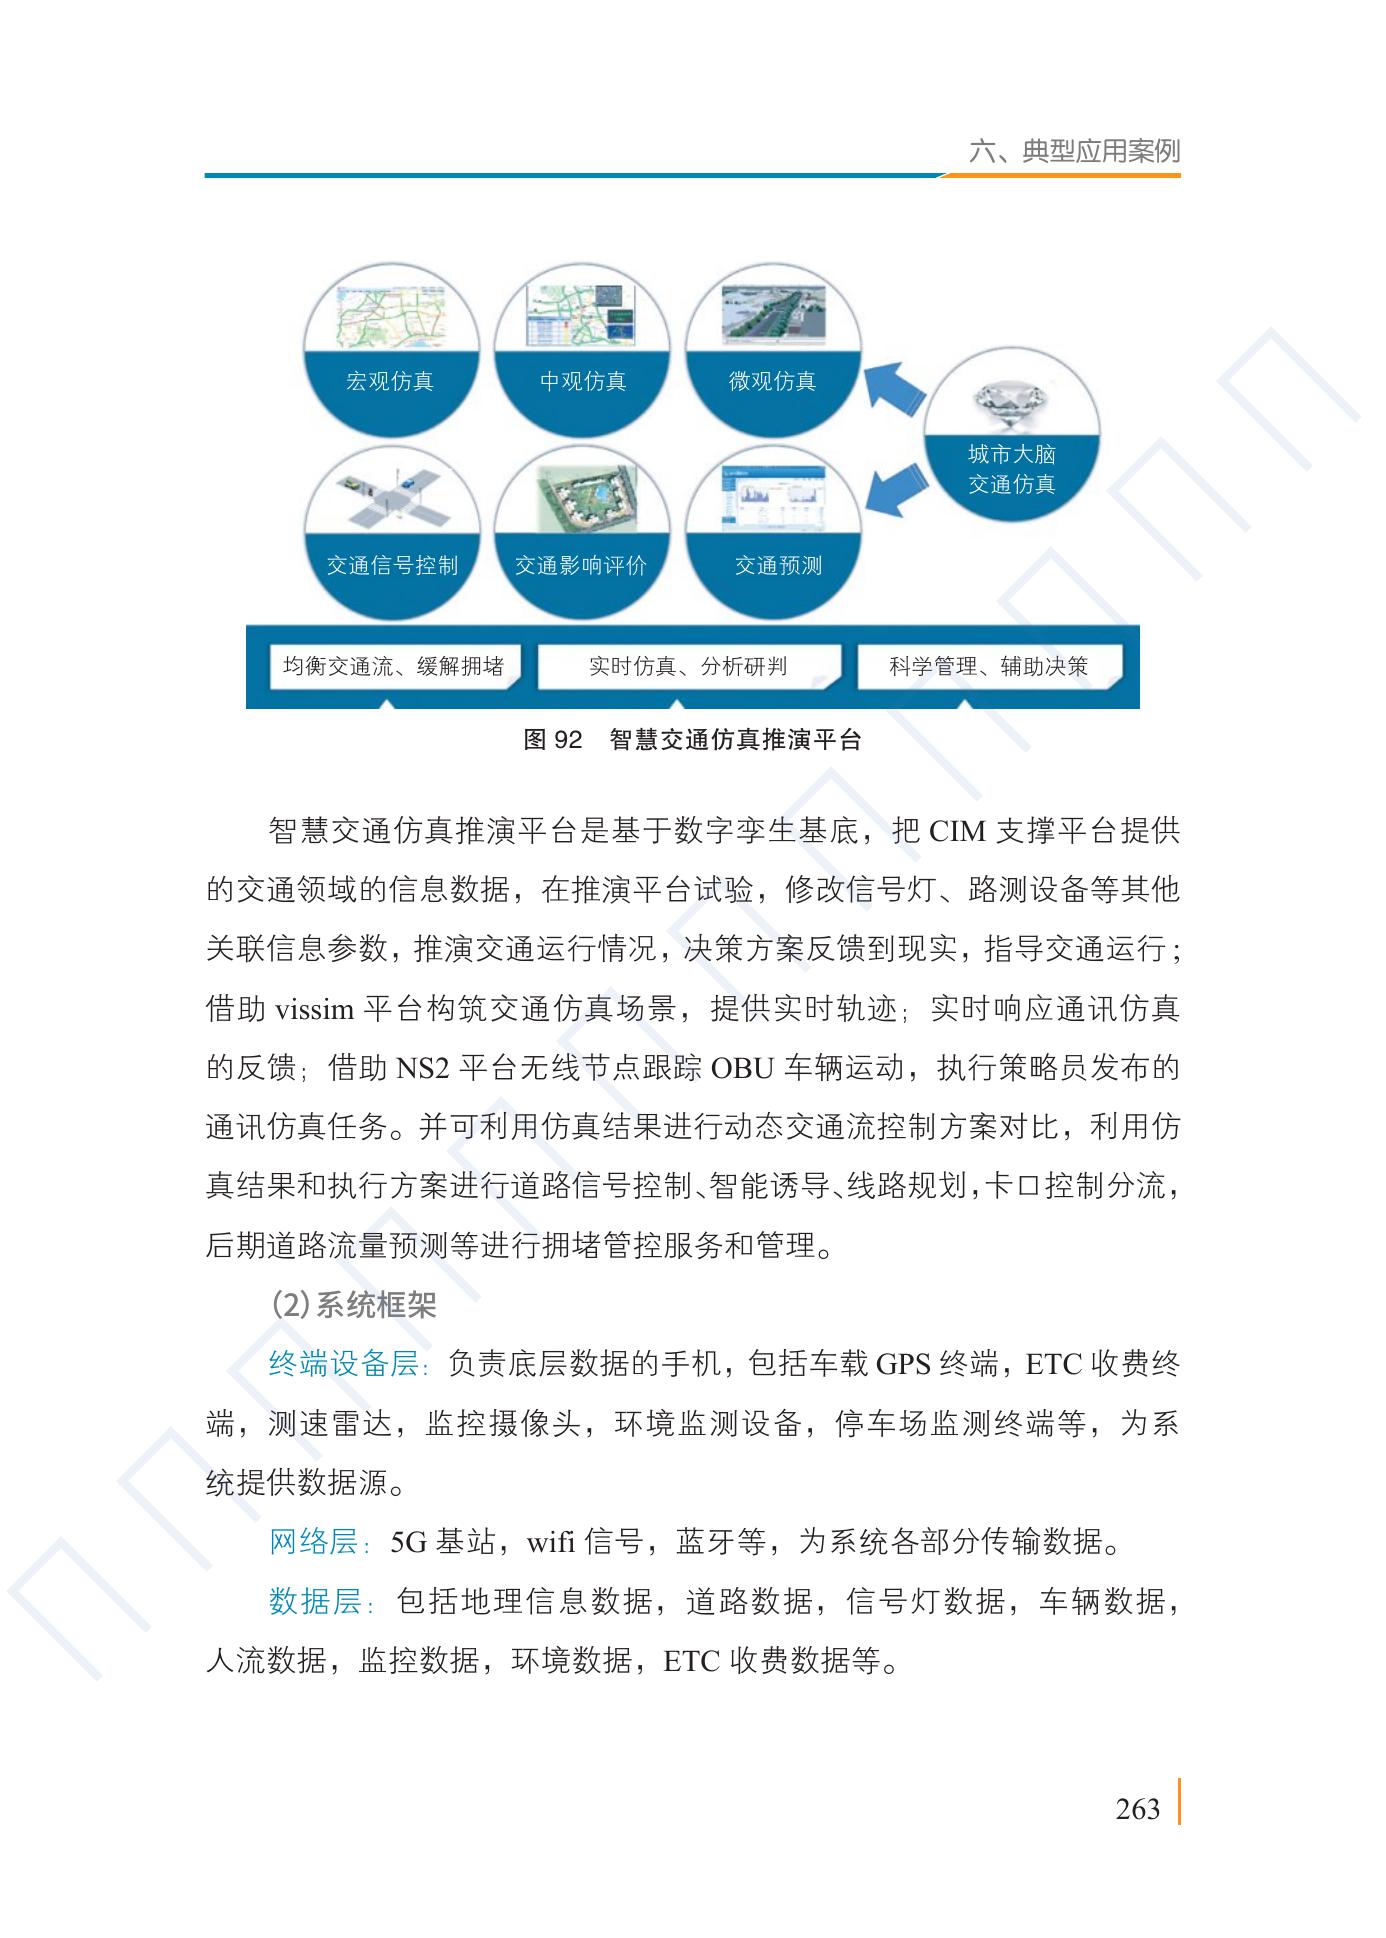 六、典型应用案例
宏观仿真
中观仿真
微观仿真
城市大脑
交通仿真
交通信号控制
交通影响评价
交通预测
均衡交通流、缓解拥堵
实时仿真、分析研判
科学管理、辅助决策
图 92 智慧交通仿真推演平台
智慧交通仿真推演平台是基于数字孪生基底，把 CIM 支撑平台提供
的交通领域的信息数据，在推演平台试验，修改信号灯、路测设备等其他
关联信息参数，推演交通运行情况，决策方案反馈到现实，指导交通运行；
借助 vissim 平台构筑交通仿真场景，提供实时轨迹；实时响应通讯仿真
的反馈；借助 NS2 平台无线节点跟踪 OBU 车辆运动，执行策略员发布的
通讯仿真任务。并可利用仿真结果进行动态交通流控制方案对比，利用仿
真结果和执行方案进行道路信号控制、智能诱导、线路规划，卡口控制分流，
后期道路流量预测等进行拥堵管控服务和管理。
（2）系统框架
终端设备层：负责底层数据的手机，包括车载 GPS 终端，ETC 收费终
端，测速雷达，监控摄像头，环境监测设备，停车场监测终端等，为系
统提供数据源。
网络层：5G 基站，wifi 信号，蓝牙等，为系统各部分传输数据。
数据层：包括地理信息数据，道路数据，信号灯数据，车辆数据，
人流数据，监控数据，环境数据，ETC 收费数据等。
263